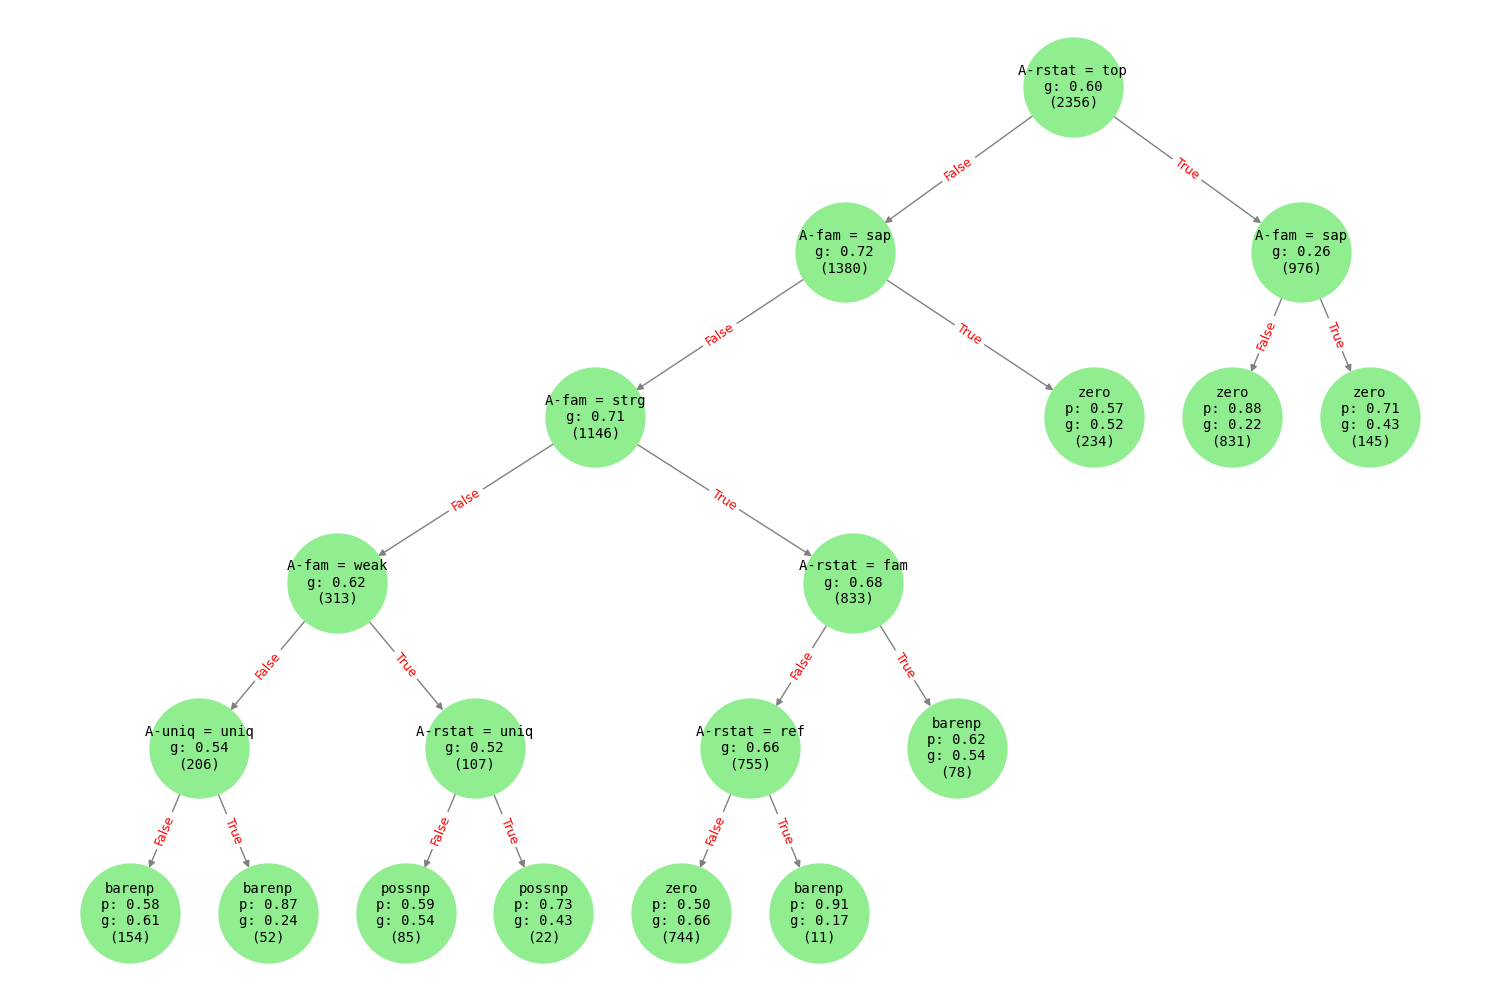 A-rstat = top
g: 0.60
(2356)
False
True
A-fam = sap
g: 0.72
(1380)
A-fam = sap
g: 0.26
(976)
False
True
False
True
A-fam = strg
g: 0.71
(1146)
zero
p: 0.57
g: 0.52
(234)
zero
p: 0.88
g: 0.22
(831)
zero
p: 0.71
g: 0.43
(145)
False
True
A-fam = weak
g: 0.62
(313)
A-rstat = fam
g: 0.68
(833)
False
True
False
True
A-uniq = uniq
g: 0.54
(206)
A-rstat = uniq
g: 0.52
(107)
A-rstat = ref
g: 0.66
(755)
barenp
p: 0.62
g: 0.54
(78)
False
True
False
True
False
True
barenp
p: 0.58
g: 0.61
(154)
barenp
p: 0.87
g: 0.24
(52)
possnp
p: 0.59
g: 0.54
(85)
possnp
p: 0.73
g: 0.43
(22)
zero
p: 0.50
g: 0.66
(744)
barenp
p: 0.91
g: 0.17
(11)